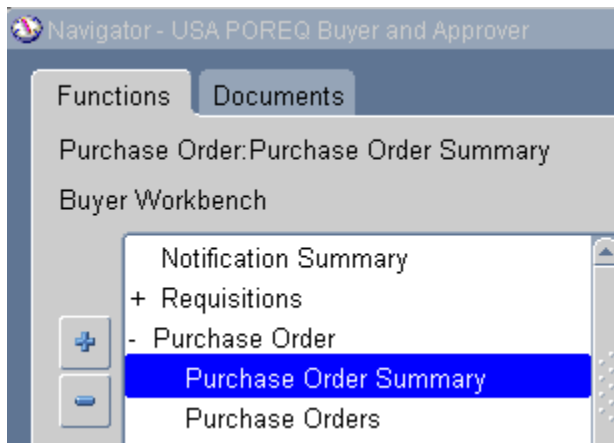 Navigator - USA POREQ Buyer and Approver
Functions Documents
Purchase Order:Purchase Order Summary
Buyer Workbench
Notification Summary
+ Requisitions
- Purchase Order
Purchase Order Summary
Purchase Orders